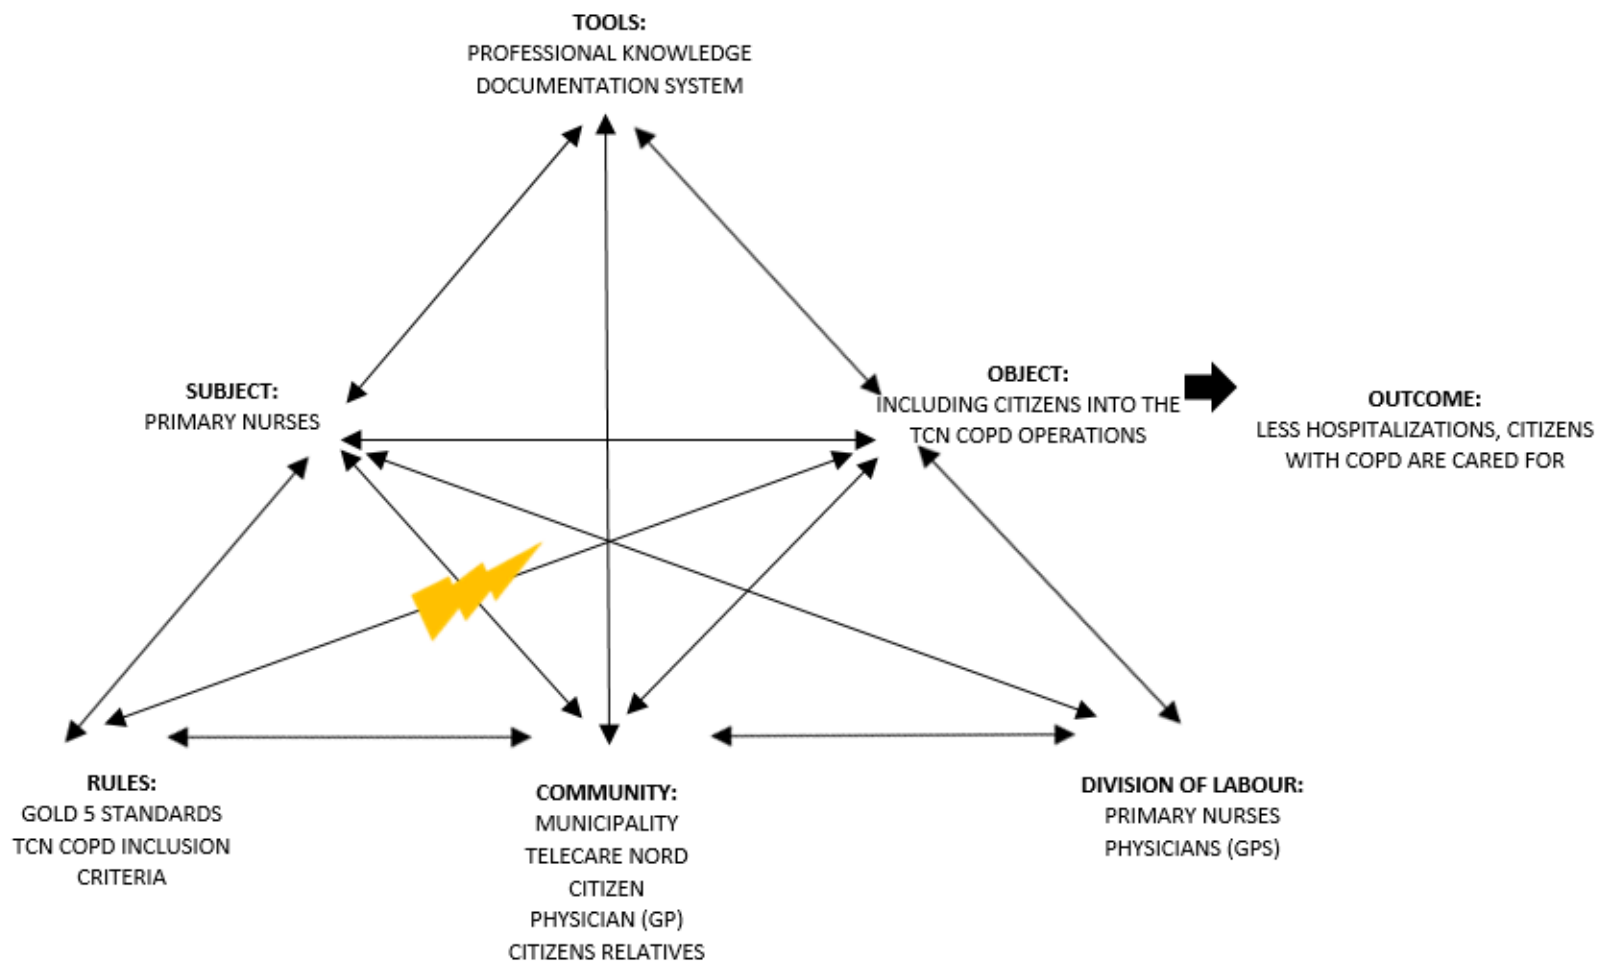 TOOLS:
PROFESSIONAL KNOWLEDGE
DOCUMENTATION SYSTEM
SUBJECT:
PRIMARY NURSES
OBJECT:
INCLUDING CITIZENS INTO THE
TCN COPD OPERATIONS
OUTCOME:
LESS HOSPITALIZATIONS, CITIZENS
WITH COPD ARE CARED FOR
RULES:
GOLD 5 STANDARDS
TCN COPD INCLUSION
CRITERIA
COMMUNITY:
MUNICIPALITY
TELECARE NORD
CITIZEN
PHYSICIAN (GP)
CITIZENS RELATIVES
DIVISION OF LABOUR:
PRIMARY NURSES
PHYSICIANS (GPS)